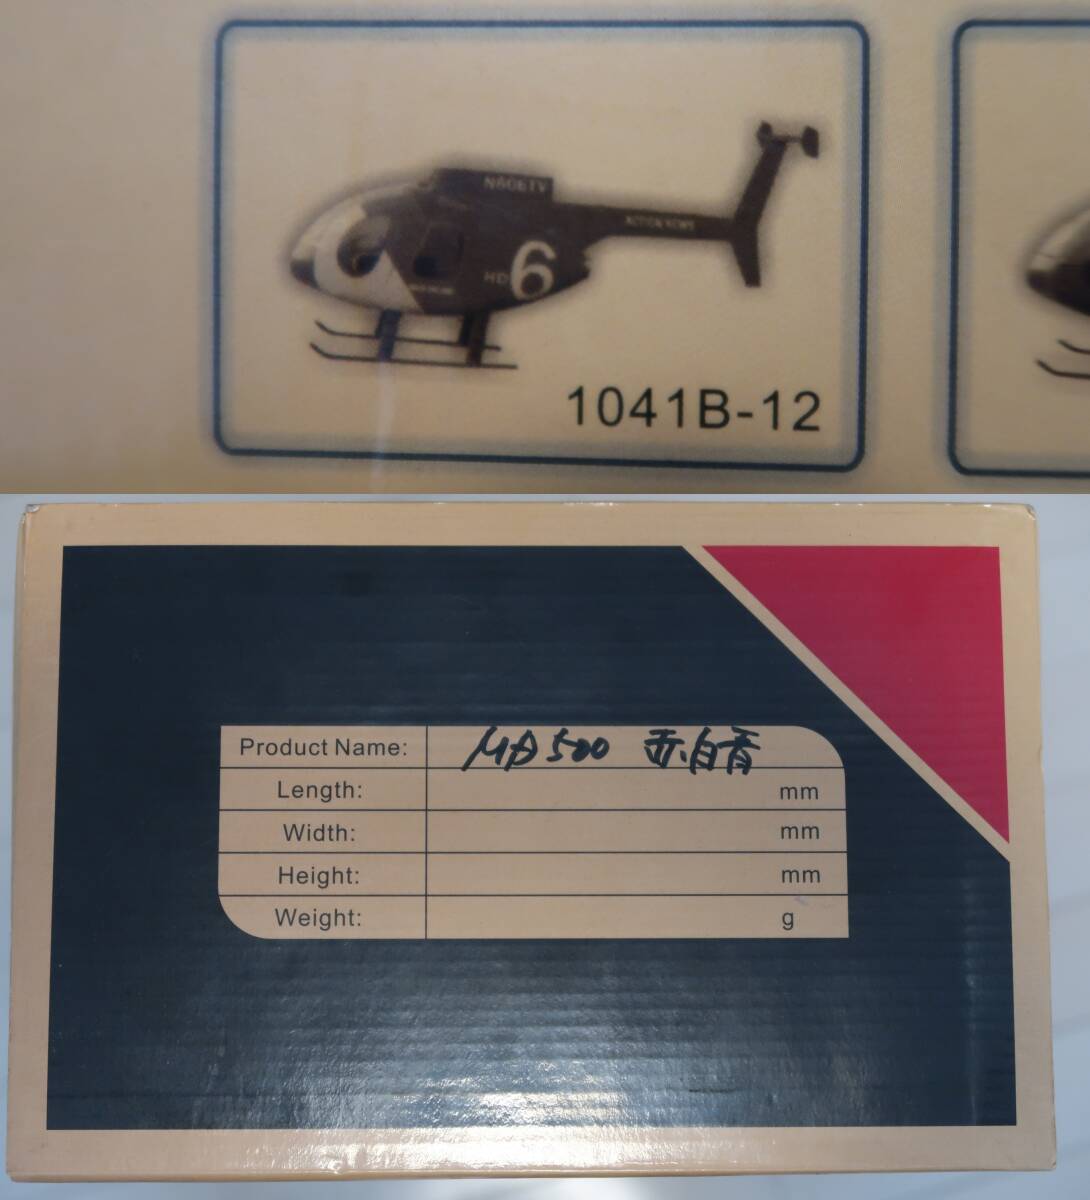 N606TV
ACTION NEWS
HD 6
1041B-12
Product Name: MD500 赤白青
Length: mm
Width: mm
Height: mm
Weight: g